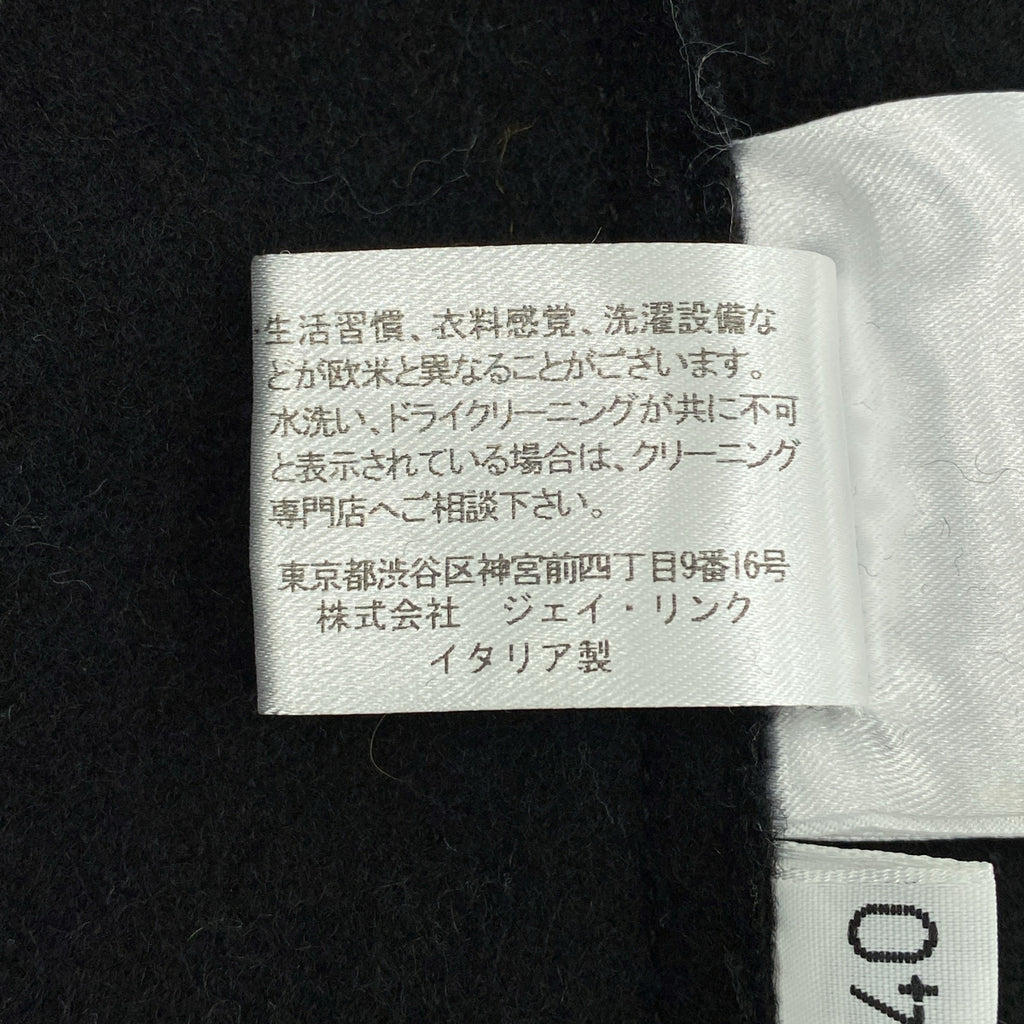 生活習慣、衣料感覚、洗濯設備な
どが欧米と異なることがございます。
水洗い、ドライクリーニングが共に不可
と表示されている場合は、クリーニング
専門店へご相談下さい。
東京都渋谷区神宮前四丁目9番16号
株式会社 ジェイ・リンク
イタリア製
40